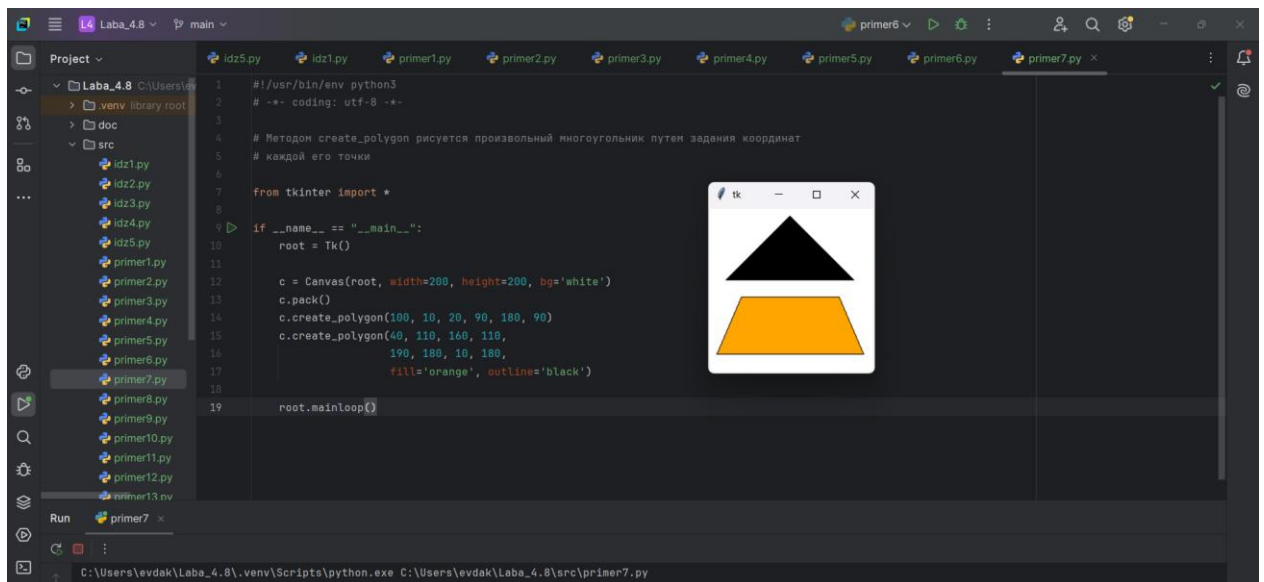 L4 Laba_4.8 main primer6
Project
idz5.py idz1.py primer1.py primer2.py primer3.py primer4.py primer5.py primer6.py primer7.py
Laba_4.8 C:\Users\ev
.venv library root
doc
src
idz1.py
idz2.py
idz3.py
idz4.py
idz5.py
primer1.py
primer2.py
primer3.py
primer4.py
primer5.py
primer6.py
primer7.py
primer8.py
primer9.py
primer10.py
primer11.py
primer12.py
primer13.py
1 #!/usr/bin/env python3
2 # -*- coding: utf-8 -*-
3
4 # Методом create_polygon рисуется произвольный многоугольник путем задания координат
5 # каждой его точки
6
7 from tkinter import *
8
9 if __name__ == "__main__":
10 root = Tk()
11
12 c = Canvas(root, width=200, height=200, bg='white')
13 c.pack()
14 c.create_polygon(100, 10, 20, 90, 180, 90)
15 c.create_polygon(40, 110, 160, 110,
16 190, 180, 10, 180,
17 fill='orange', outline='black')
18
19 root.mainloop()
tk
Run primer7
C:\Users\evdak\Laba_4.8\.venv\Scripts\python.exe C:\Users\evdak\Laba_4.8\src\primer7.py